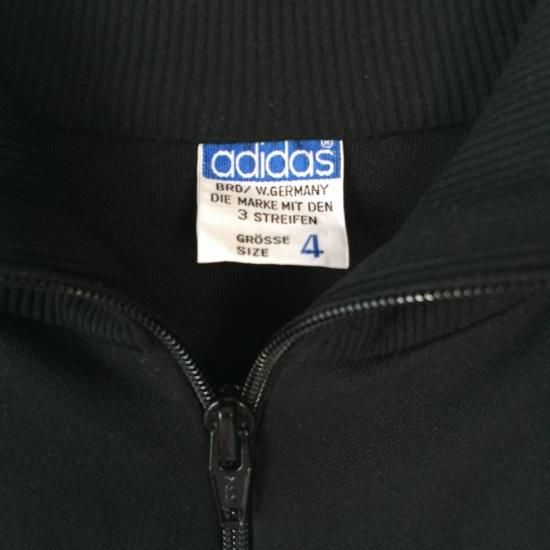 adidas®
BRD/ W.GERMANY
DIE MARKE MIT DEN
3 STREIFEN
GRÖSSE
SIZE 4